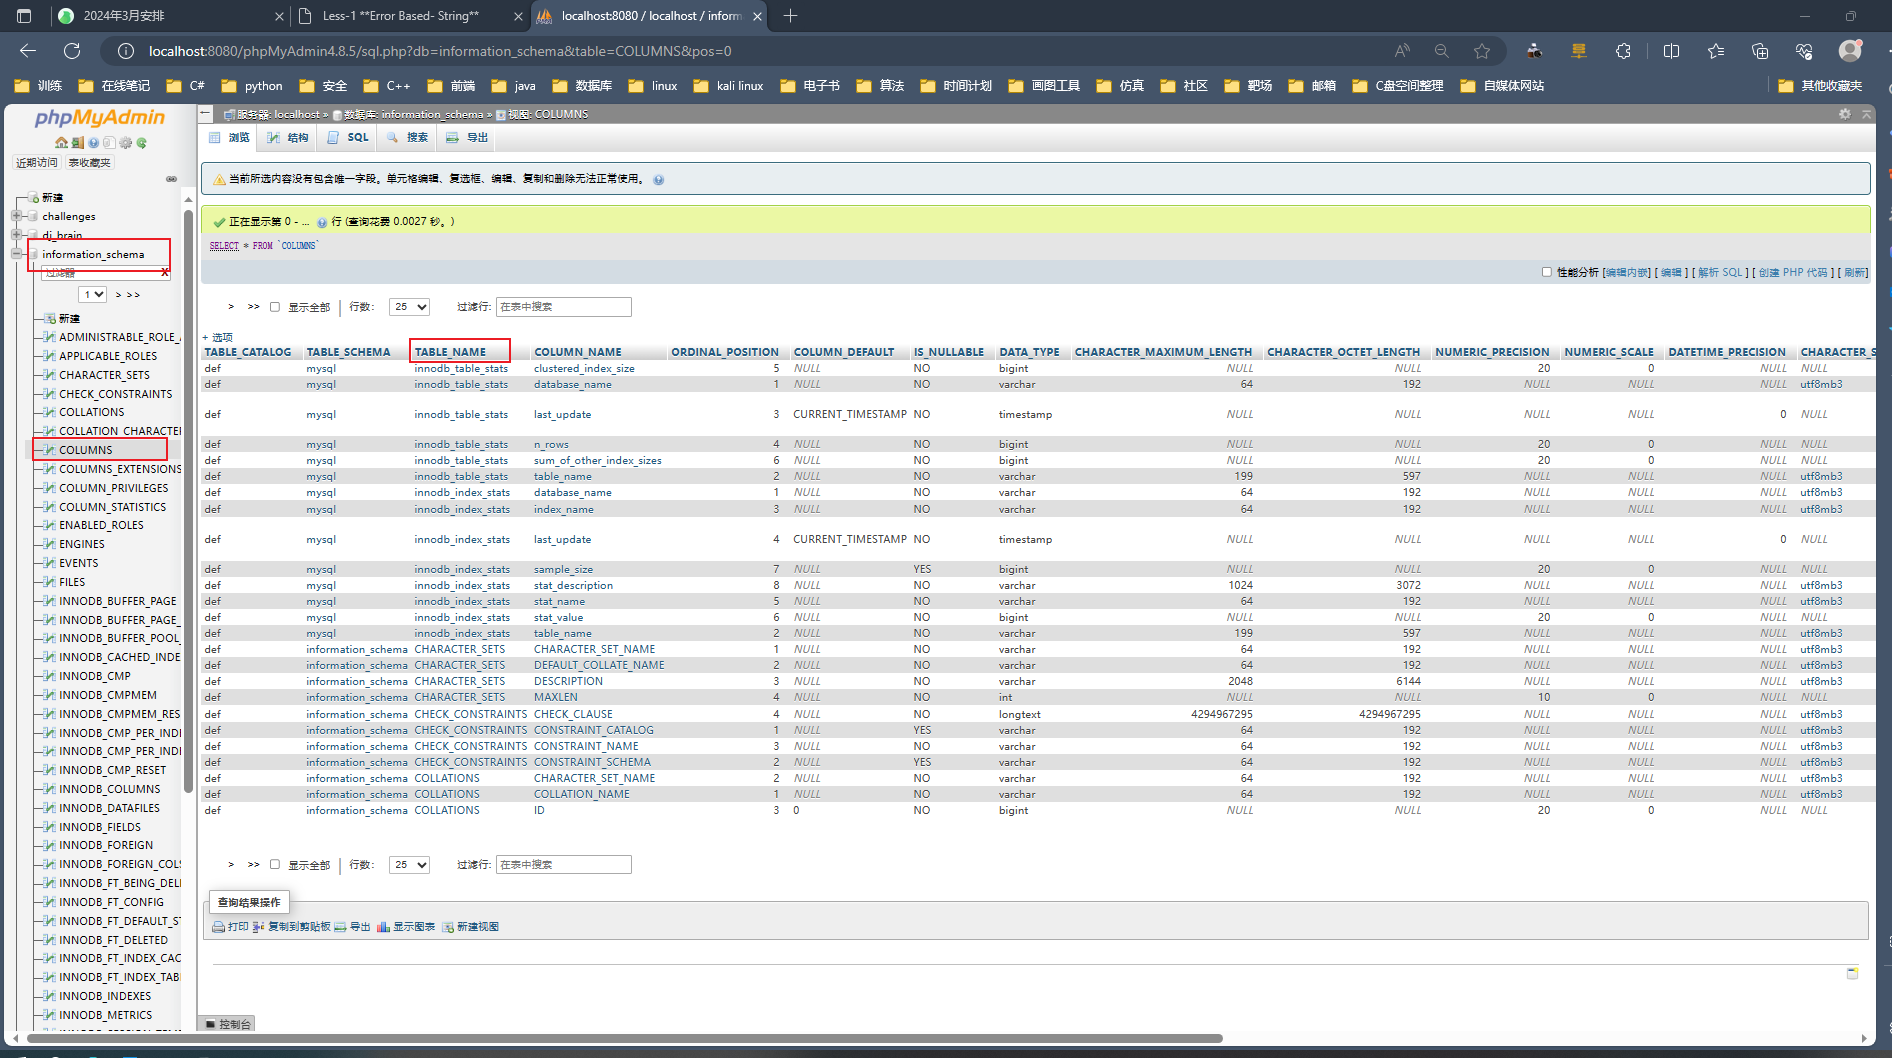 2024年3月安排
Less-1 **Error Based- String**
localhost:8080 / localhost / inform
localhost:8080/phpMyAdmin4.8.5/sql.php?db=information_schema&table=COLUMNS&pos=0
训练 在线笔记 C# python 安全 C++ 前端 java 数据库 linux kali linux 电子书 算法 时间计划 画图工具 仿真 社区 靶场 邮箱 C盘空间整理 自媒体网站 其他收藏夹
phpMyAdmin
近期访问 表收藏夹
新建
challenges
dj_brain
information_schema
过滤器 X
1 > >>
新建
ADMINISTRABLE_ROLE_
APPLICABLE_ROLES
CHARACTER_SETS
CHECK_CONSTRAINTS
COLLATIONS
COLLATION_CHARACTER
COLUMNS
COLUMNS_EXTENSIONS
COLUMN_PRIVILEGES
COLUMN_STATISTICS
ENABLED_ROLES
ENGINES
EVENTS
FILES
INNODB_BUFFER_PAGE
INNODB_BUFFER_PAGE_
INNODB_BUFFER_POOL_
INNODB_CACHED_INDE
INNODB_CMP
INNODB_CMPMEM
INNODB_CMPMEM_RES
INNODB_CMP_PER_INDI
INNODB_CMP_PER_INDI
INNODB_CMP_RESET
INNODB_COLUMNS
INNODB_DATAFILES
INNODB_FIELDS
INNODB_FOREIGN
INNODB_FOREIGN_COLS
INNODB_FT_BEING_DELI
INNODB_FT_CONFIG
INNODB_FT_DEFAULT_ST
INNODB_FT_DELETED
INNODB_FT_INDEX_CAC
INNODB_FT_INDEX_TABI
INNODB_INDEXES
INNODB_METRICS
服务器: localhost » 数据库: information_schema » 视图: COLUMNS
浏览 结构 SQL 搜索 导出
当前所选内容没有包含唯一字段。单元格编辑、复选框、编辑、复制和删除无法正常使用。
正在显示第 0 - ... 行 (查询花费 0.0027 秒。)
SELECT * FROM `COLUMNS`
性能分析 [编辑内嵌] [ 编辑 ] [ 解析 SQL ] [ 创建 PHP 代码 ] [ 刷新]
> >> 显示全部 行数: 25 过滤行: 在表中搜索
+ 选项
TABLE_CATALOG TABLE_SCHEMA TABLE_NAME COLUMN_NAME ORDINAL_POSITION COLUMN_DEFAULT IS_NULLABLE DATA_TYPE CHARACTER_MAXIMUM_LENGTH CHARACTER_OCTET_LENGTH NUMERIC_PRECISION NUMERIC_SCALE DATETIME_PRECISION CHARACTER_S
def mysql innodb_table_stats clustered_index_size 5 NULL NO bigint NULL NULL 20 0 NULL NULL
def mysql innodb_table_stats database_name 1 NULL NO varchar 64 192 NULL NULL NULL utf8mb3
def mysql innodb_table_stats last_update 3 CURRENT_TIMESTAMP NO timestamp NULL NULL NULL NULL 0 NULL
def mysql innodb_table_stats n_rows 4 NULL NO bigint NULL NULL 20 0 NULL NULL
def mysql innodb_table_stats sum_of_other_index_sizes 6 NULL NO bigint NULL NULL 20 0 NULL NULL
def mysql innodb_table_stats table_name 2 NULL NO varchar 199 597 NULL NULL NULL utf8mb3
def mysql innodb_index_stats database_name 1 NULL NO varchar 64 192 NULL NULL NULL utf8mb3
def mysql innodb_index_stats index_name 3 NULL NO varchar 64 192 NULL NULL NULL utf8mb3
def mysql innodb_index_stats last_update 4 CURRENT_TIMESTAMP NO timestamp NULL NULL NULL NULL 0 NULL
def mysql innodb_index_stats sample_size 7 NULL YES bigint NULL NULL 20 0 NULL NULL
def mysql innodb_index_stats stat_description 8 NULL NO varchar 1024 3072 NULL NULL NULL utf8mb3
def mysql innodb_index_stats stat_name 5 NULL NO varchar 64 192 NULL NULL NULL utf8mb3
def mysql innodb_index_stats stat_value 6 NULL NO bigint NULL NULL 20 0 NULL NULL
def mysql innodb_index_stats table_name 2 NULL NO varchar 199 597 NULL NULL NULL utf8mb3
def information_schema CHARACTER_SETS CHARACTER_SET_NAME 1 NULL NO varchar 64 192 NULL NULL NULL utf8mb3
def information_schema CHARACTER_SETS DEFAULT_COLLATE_NAME 2 NULL NO varchar 64 192 NULL NULL NULL utf8mb3
def information_schema CHARACTER_SETS DESCRIPTION 3 NULL NO varchar 2048 6144 NULL NULL NULL utf8mb3
def information_schema CHARACTER_SETS MAXLEN 4 NULL NO int NULL NULL 10 0 NULL NULL
def information_schema CHECK_CONSTRAINTS CHECK_CLAUSE 4 NULL NO longtext 4294967295 4294967295 NULL NULL NULL utf8mb3
def information_schema CHECK_CONSTRAINTS CONSTRAINT_CATALOG 1 NULL YES varchar 64 192 NULL NULL NULL utf8mb3
def information_schema CHECK_CONSTRAINTS CONSTRAINT_NAME 3 NULL NO varchar 64 192 NULL NULL NULL utf8mb3
def information_schema CHECK_CONSTRAINTS CONSTRAINT_SCHEMA 2 NULL YES varchar 64 192 NULL NULL NULL utf8mb3
def information_schema COLLATIONS CHARACTER_SET_NAME 2 NULL NO varchar 64 192 NULL NULL NULL utf8mb3
def information_schema COLLATIONS COLLATION_NAME 1 NULL NO varchar 64 192 NULL NULL NULL utf8mb3
def information_schema COLLATIONS ID 3 0 NO bigint NULL NULL 20 0 NULL NULL
> >> 显示全部 行数: 25 过滤行: 在表中搜索
查询结果操作
打印 复制到剪贴板 导出 显示图表 新建视图
控制台